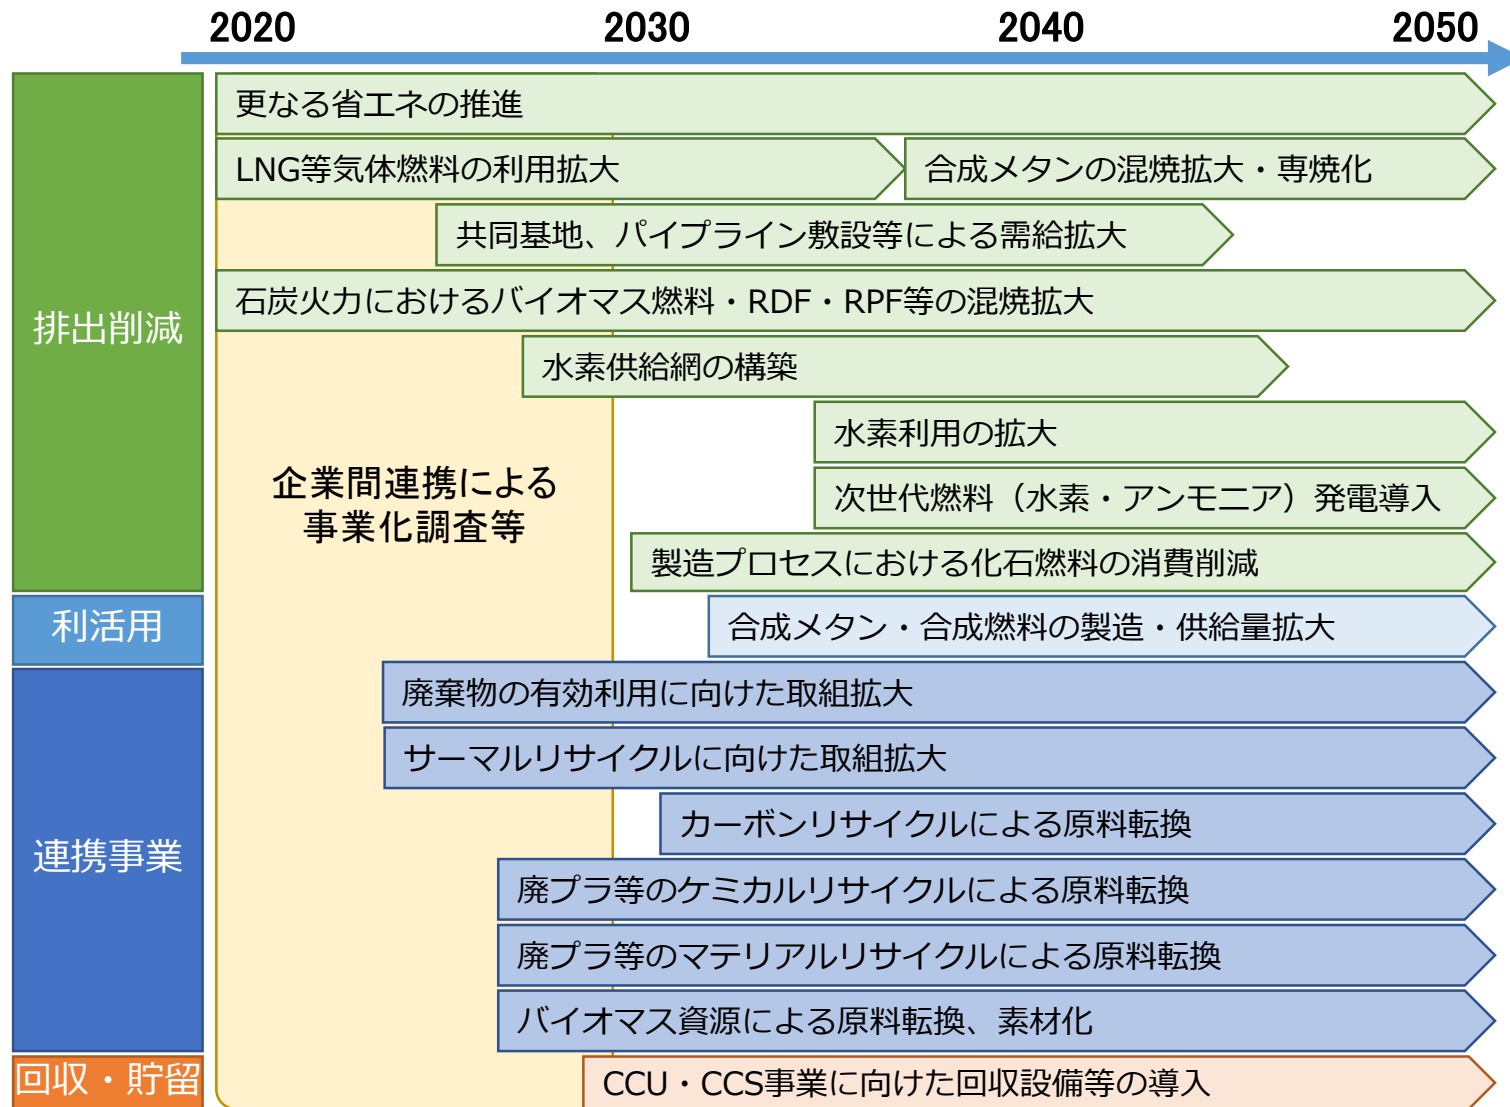 2020 2030 2040 2050
排出削減
更なる省エネの推進
LNG等気体燃料の利用拡大
合成メタンの混焼拡大・専焼化
共同基地、パイプライン敷設等による需給拡大
石炭火力におけるバイオマス燃料・RDF・RPF等の混焼拡大
水素供給網の構築
水素利用の拡大
次世代燃料（水素・アンモニア）発電導入
製造プロセスにおける化石燃料の消費削減
企業間連携による
事業化調査等
利活用
合成メタン・合成燃料の製造・供給量拡大
連携事業
廃棄物の有効利用に向けた取組拡大
サーマルリサイクルに向けた取組拡大
カーボンリサイクルによる原料転換
廃プラ等のケミカルリサイクルによる原料転換
廃プラ等のマテリアルリサイクルによる原料転換
バイオマス資源による原料転換、素材化
回収・貯留
CCU・CCS事業に向けた回収設備等の導入